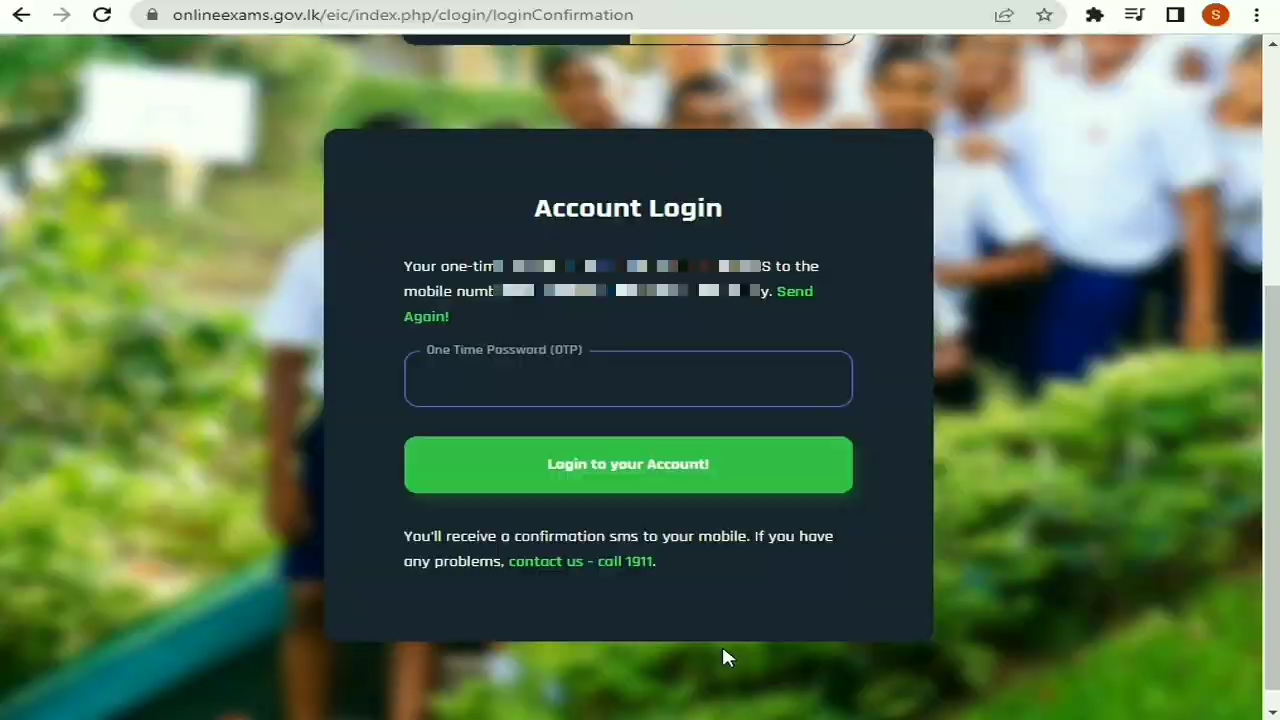 onlineexams.gov.lk/eic/index.php/clogin/loginConfirmation
S
Account Login
Your one-tim S to the
mobile numb y. Send
Again!
One Time Password (OTP)
Login to your Account!
You'll receive a confirmation sms to your mobile. If you have
any problems, contact us - call 1911.